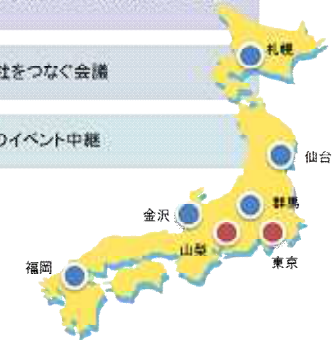 札幌
社をつなぐ会議
のイベント中継
仙台
群馬
金沢
山梨
東京
福岡